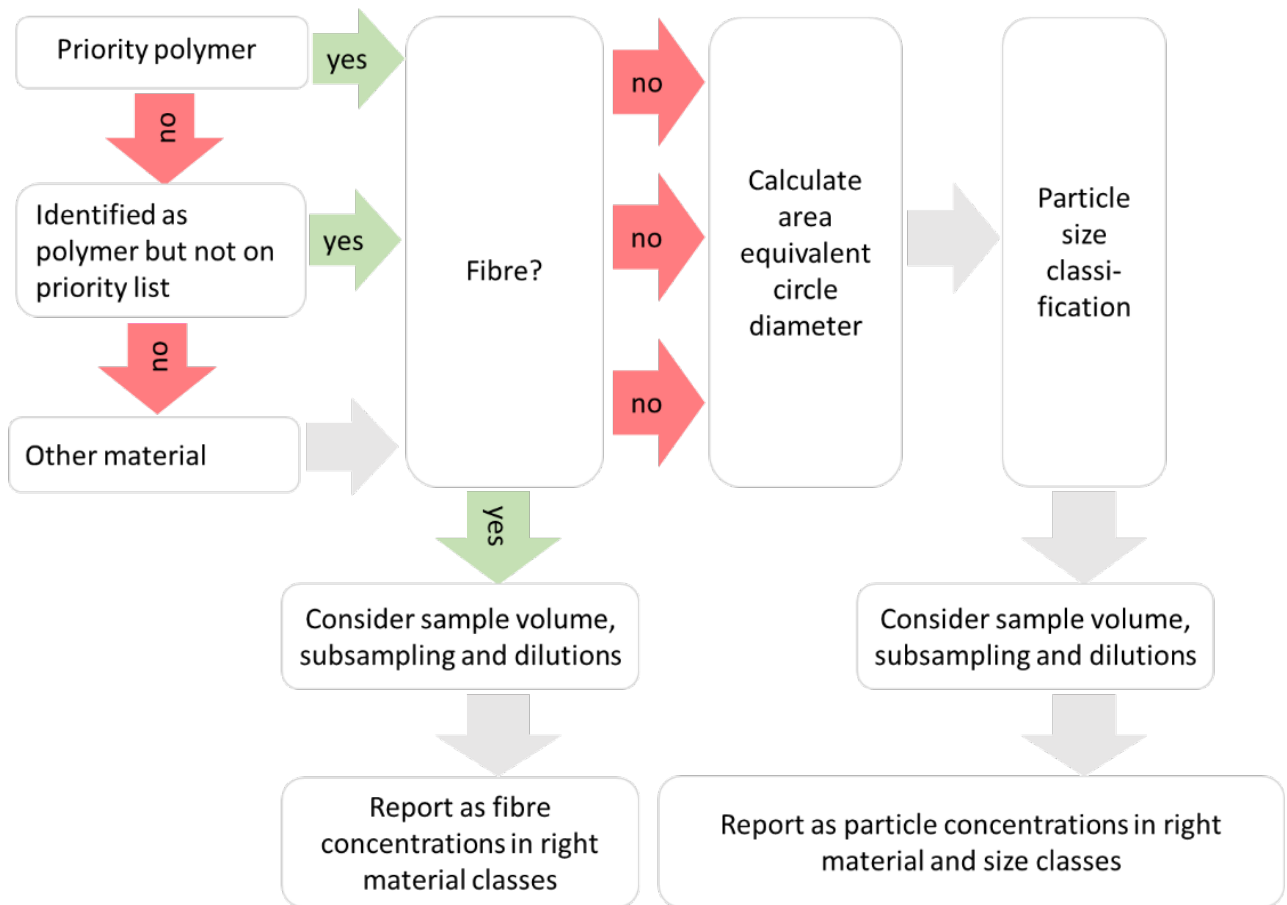 Priority polymer
yes
no
Identified as
polymer but not on
priority list
yes
no
Other material
Fibre?
no
no
no
yes
Calculate
area
equivalent
circle
diameter
Particle
size
classi-
fication
Consider sample volume,
subsampling and dilutions
Report as fibre
concentrations in right
material classes
Consider sample volume,
subsampling and dilutions
Report as particle concentrations in right
material and size classes